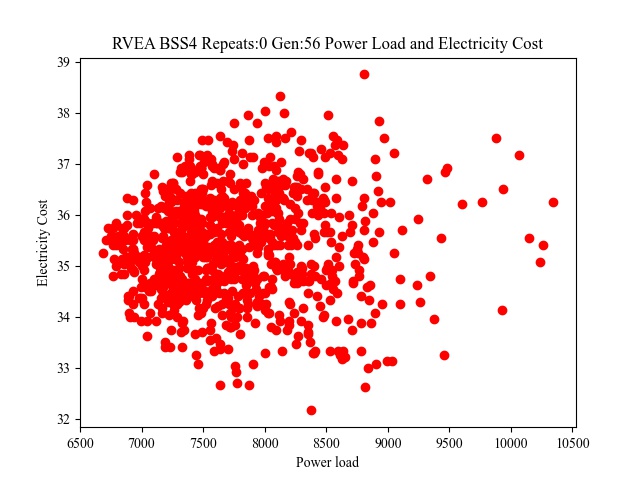 RVEA BSS4 Repeats:0 Gen:56 Power Load and Electricity Cost
39
38
37
36
35
34
33
32
Electricity Cost
6500 7000 7500 8000 8500 9000 9500 10000 10500
Power load